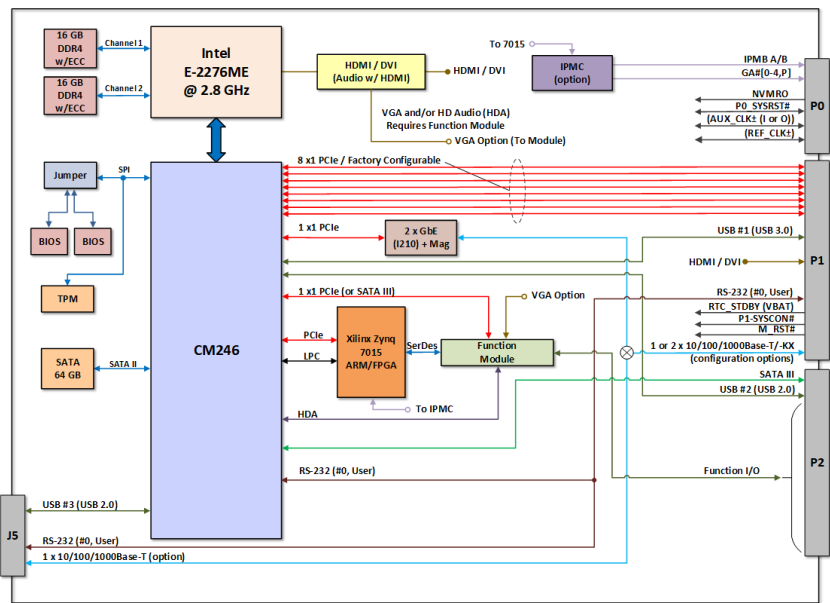 16 GB
DDR4
w/ECC
Channel 1
16 GB
DDR4
w/ECC
Channel 2
Intel
E-2276ME
@ 2.8 GHz
HDMI / DVI
(Audio w/ HDMI)
HDMI / DVI
VGA and/or HD Audio (HDA)
Requires Function Module
VGA Option (To Module)
To 7015
IPMC
(option)
IPMB A/B
GA#[0-4,P]
NVMRO
P0_SYSRST#
(AUX_CLK± (I or O))
(REF_CLK±)
P0
Jumper
SPI
BIOS
BIOS
TPM
SATA
64 GB
SATA II
CM246
8 x1 PCIe / Factory Configurable
1 x1 PCIe
2 x GbE
(I210) + Mag
USB #1 (USB 3.0)
HDMI / DVI
P1
1 x1 PCIe (or SATA III)
VGA Option
RS-232 (#0, User)
RTC_STDBY (VBAT)
P1-SYSCON#
M_RST#
PCIe
LPC
Xilinx Zynq
7015
ARM/FPGA
SerDes
Function
Module
1 or 2 x 10/100/1000Base-T/-KX
(configuration options)
SATA III
USB #2 (USB 2.0)
HDA
To IPMC
RS-232 (#0, User)
Function I/O
P2
USB #3 (USB 2.0)
J5
RS-232 (#0, User)
1 x 10/100/1000Base-T (option)